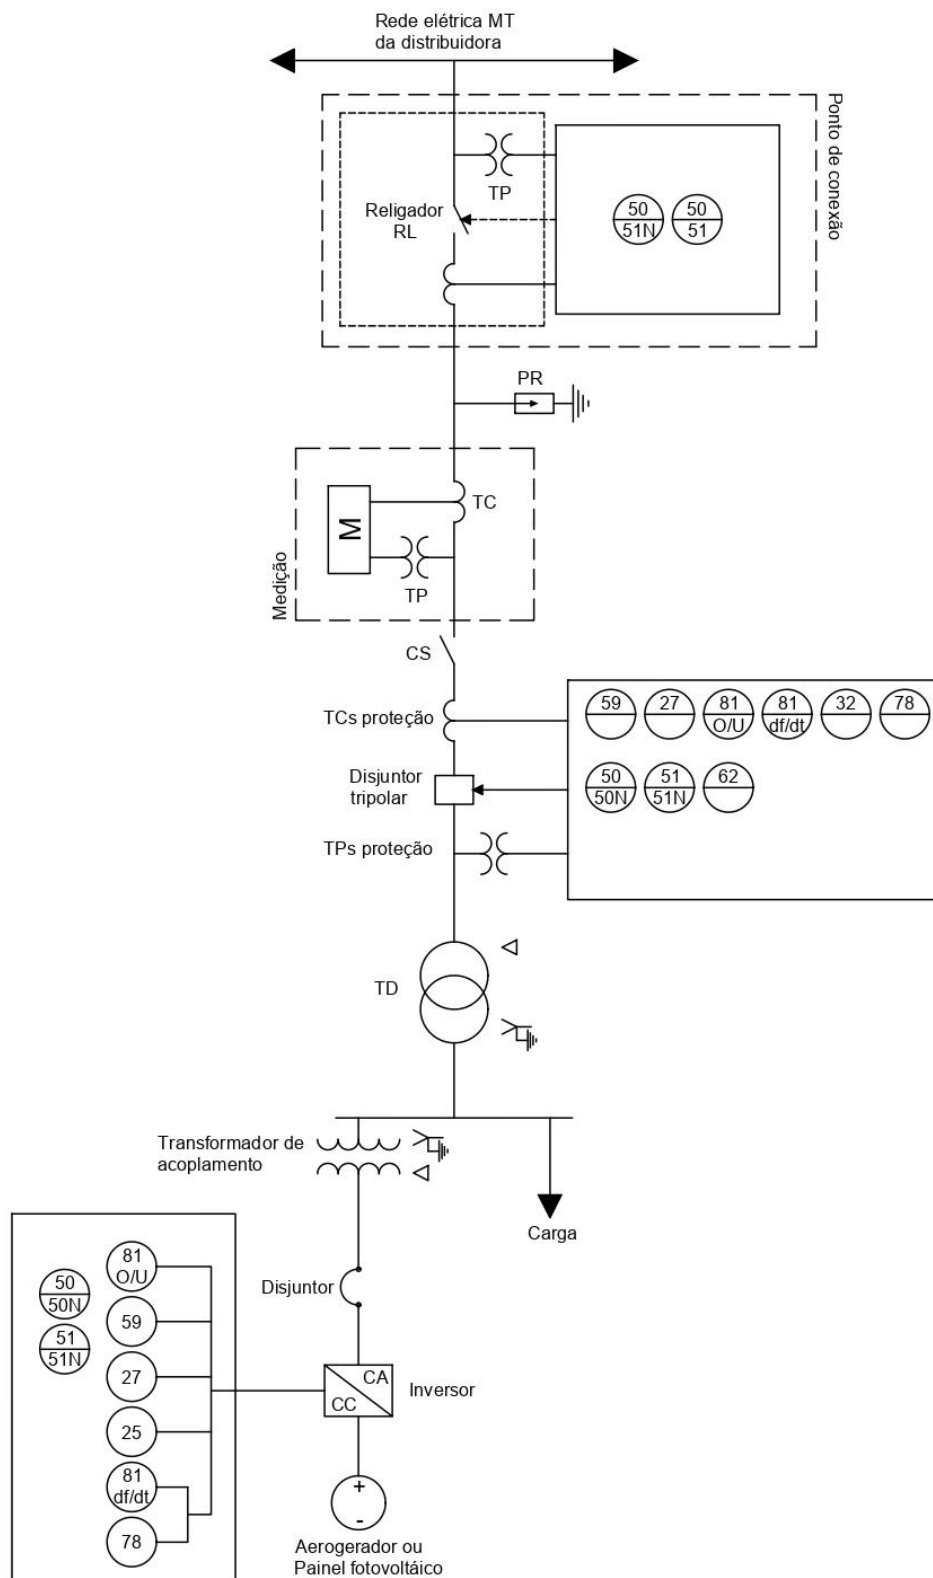 Rede elétrica MT
da distribuidora
Ponto de conexão
TP
Religador
RL
50
51N
50
51
PR
Medição
M
TC
TP
CS
TCs proteção
59
27
81
O/U
81
df/dt
32
78
Disjuntor
tripolar
50
50N
51
51N
62
TPs proteção
TD
Transformador de
acoplamento
Carga
Disjuntor
81
O/U
50
50N
59
51
51N
27
25
81
df/dt
78
CA
CC
Inversor
+
-
Aerogerador ou
Painel fotovoltáico